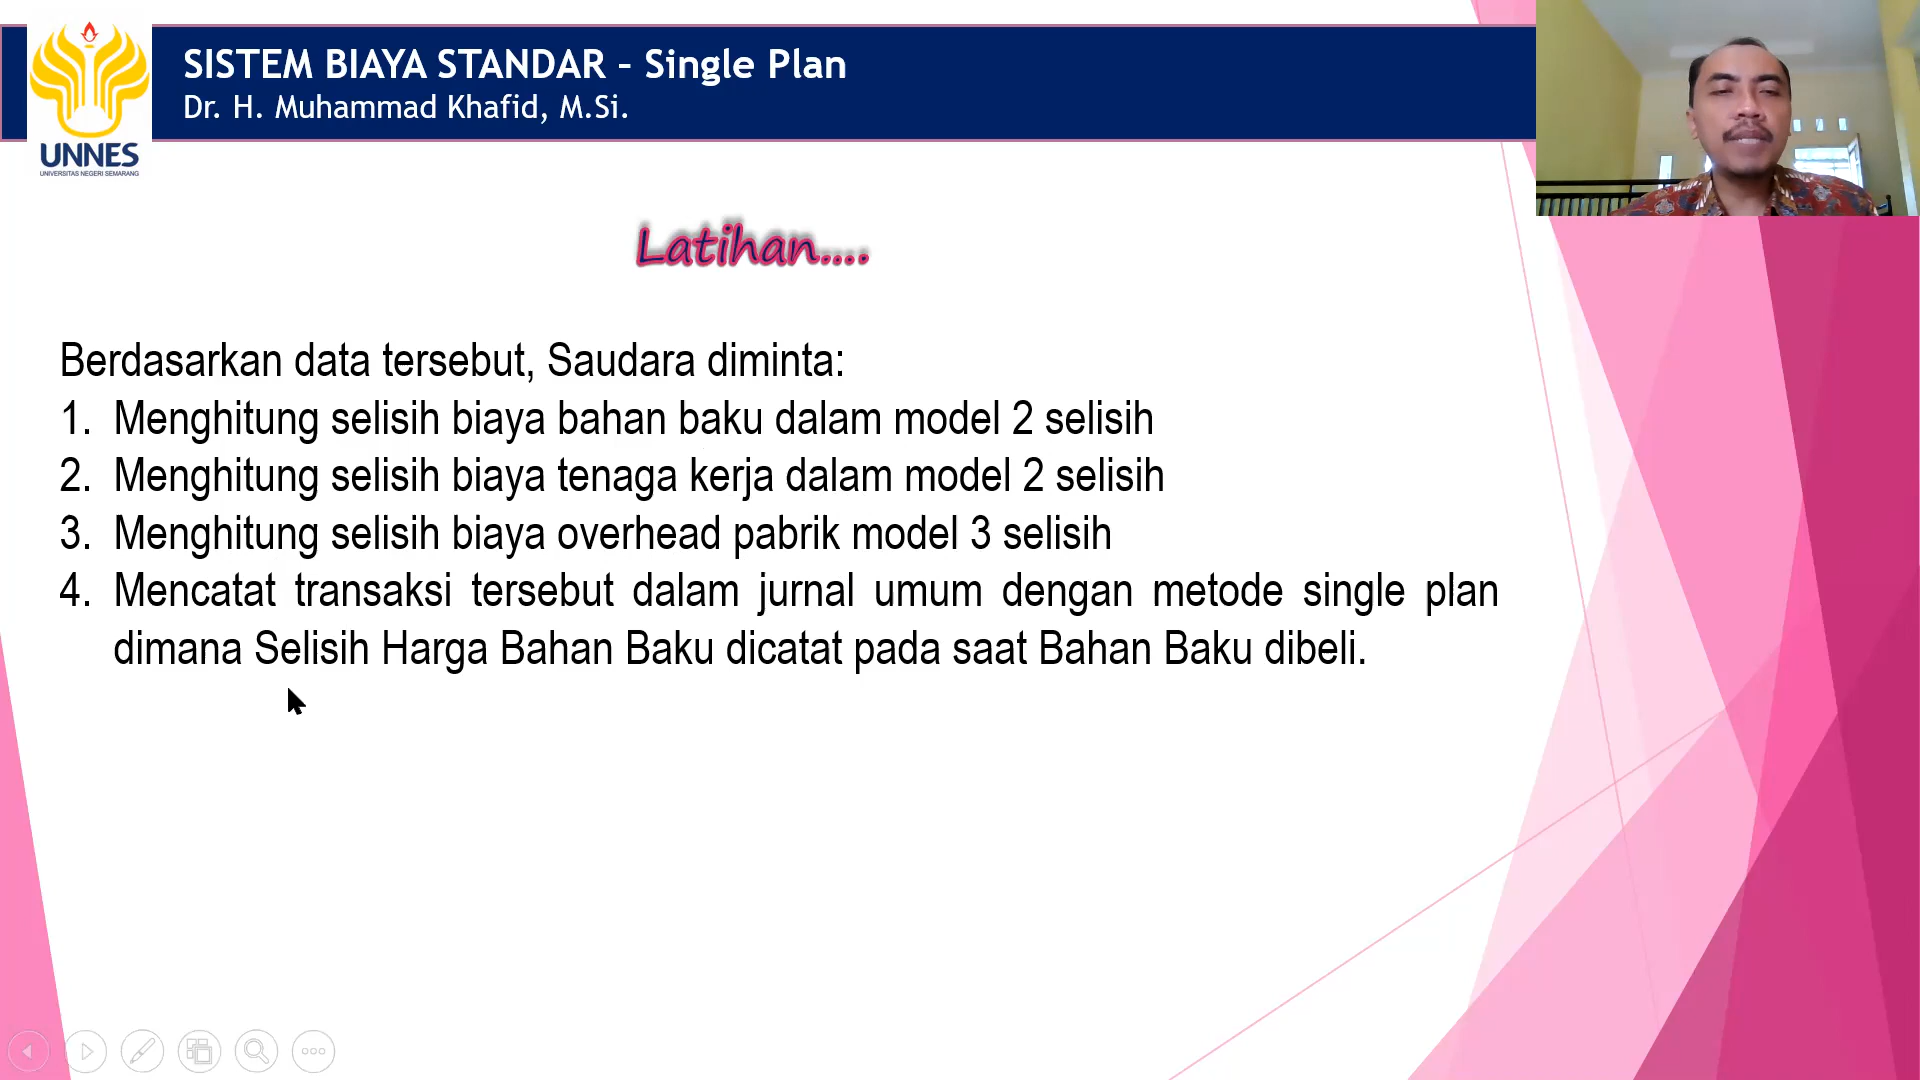 SISTEM BIAYA STANDAR – Single Plan
Dr. H. Muhammad Khafid, M.Si.
UNNES
UNIVERSITAS NEGERI SEMARANG
Latihan....
Berdasarkan data tersebut, Saudara diminta:
1. Menghitung selisih biaya bahan baku dalam model 2 selisih
2. Menghitung selisih biaya tenaga kerja dalam model 2 selisih
3. Menghitung selisih biaya overhead pabrik model 3 selisih
4. Mencatat transaksi tersebut dalam jurnal umum dengan metode single plan
dimana Selisih Harga Bahan Baku dicatat pada saat Bahan Baku dibeli.